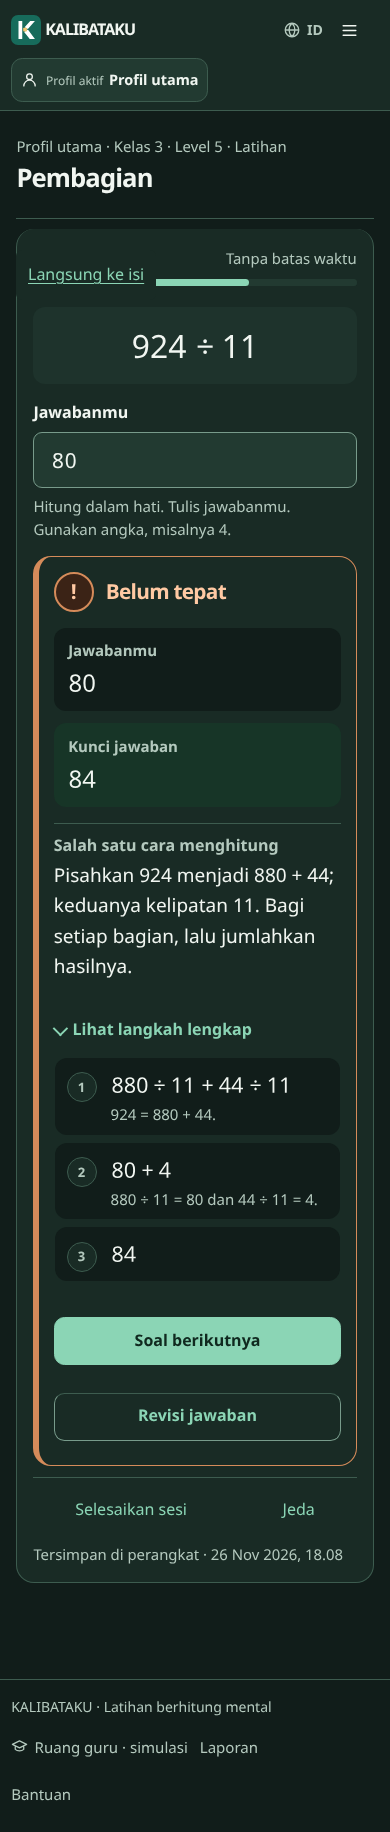 KALIBATAKU
ID
Profil aktif Profil utama
Profil utama · Kelas 3 · Level 5 · Latihan
Pembagian
Tanpa batas waktu
Langsung ke isi
924 ÷ 11
Jawabanmu
80
Hitung dalam hati. Tulis jawabanmu.
Gunakan angka, misalnya 4.
! Belum tepat
Jawabanmu
80
Kunci jawaban
84
Salah satu cara menghitung
Pisahkan 924 menjadi 880 + 44;
keduanya kelipatan 11. Bagi
setiap bagian, lalu jumlahkan
hasilnya.
Lihat langkah lengkap
1 880 ÷ 11 + 44 ÷ 11
924 = 880 + 44.
2 80 + 4
880 ÷ 11 = 80 dan 44 ÷ 11 = 4.
3 84
Soal berikutnya
Revisi jawaban
Selesaikan sesi Jeda
Tersimpan di perangkat · 26 Nov 2026, 18.08
KALIBATAKU · Latihan berhitung mental
Ruang guru · simulasi Laporan
Bantuan